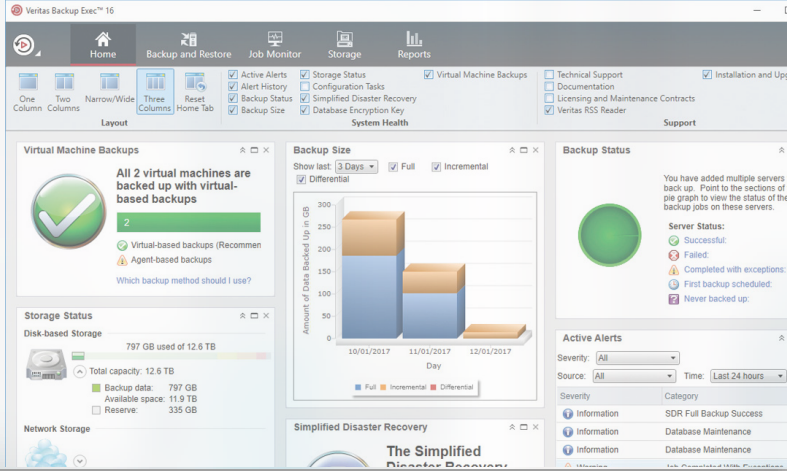 Veritas Backup Exec™ 16
Home
Backup and Restore
Job Monitor
Storage
Reports
One Column
Two Columns
Narrow/Wide
Three Columns
Reset Home Tab
Layout
Active Alerts
Alert History
Backup Status
Backup Size
Storage Status
Configuration Tasks
Simplified Disaster Recovery
Database Encryption Key
Virtual Machine Backups
System Health
Technical Support
Documentation
Licensing and Maintenance Contracts
Veritas RSS Reader
Installation and Upg
Support
Virtual Machine Backups
All 2 virtual machines are
backed up with virtual-
based backups
2
Virtual-based backups (Recommen
Agent-based backups
Which backup method should I use?
Storage Status
Disk-based Storage
797 GB used of 12.6 TB
Total capacity: 12.6 TB
Backup data: 797 GB
Available space: 11.9 TB
Reserve: 335 GB
Network Storage
Backup Size
Show last: 3 Days Full Incremental
Differential
Amount of Data Backed Up in GB
300
250
200
150
100
50
0
10/01/2017 11/01/2017 12/01/2017
Day
Full Incremental Differential
Simplified Disaster Recovery
The Simplified
Disaster Recovery
Backup Status
You have added multiple servers
back up. Point to the sections of
pie graph to view the status of the
backup jobs on these servers.
Server Status:
Successful:
Failed:
Completed with exceptions:
First backup scheduled:
Never backed up:
Active Alerts
Severity: All
Source: All Time: Last 24 hours
Severity Category
Information SDR Full Backup Success
Information Database Maintenance
Information Database Maintenance
Warning Job Completed With Exceptions